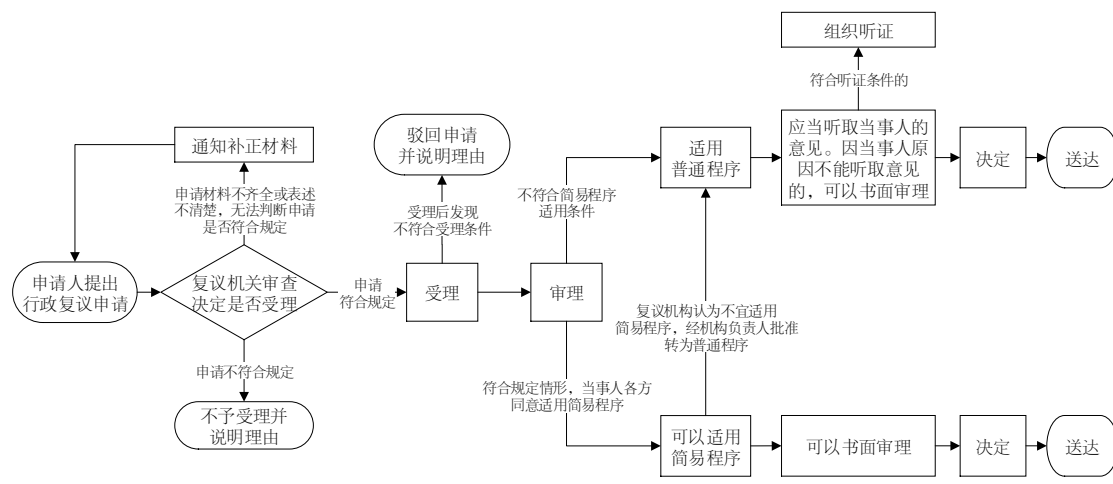 组织听证
符合听证条件的
驳回申请
并说明理由
通知补正材料
适用
普通程序
应当听取当事人的
意见。因当事人原
因不能听取意见
的，可以书面审理
决定
送达
申请材料不齐全或表述
不清楚，无法判断申请
是否符合规定
受理后发现
不符合受理条件
不符合简易程序
适用条件
申请人提出
行政复议申请
复议机关审查
决定是否受理
申请
符合规定
受理
审理
复议机构认为不宜适用
简易程序，经机构负责人批准
转为普通程序
申请不符合规定
符合规定情形，当事人各方
同意适用简易程序
不予受理并
说明理由
可以适用
简易程序
可以书面审理
决定
送达